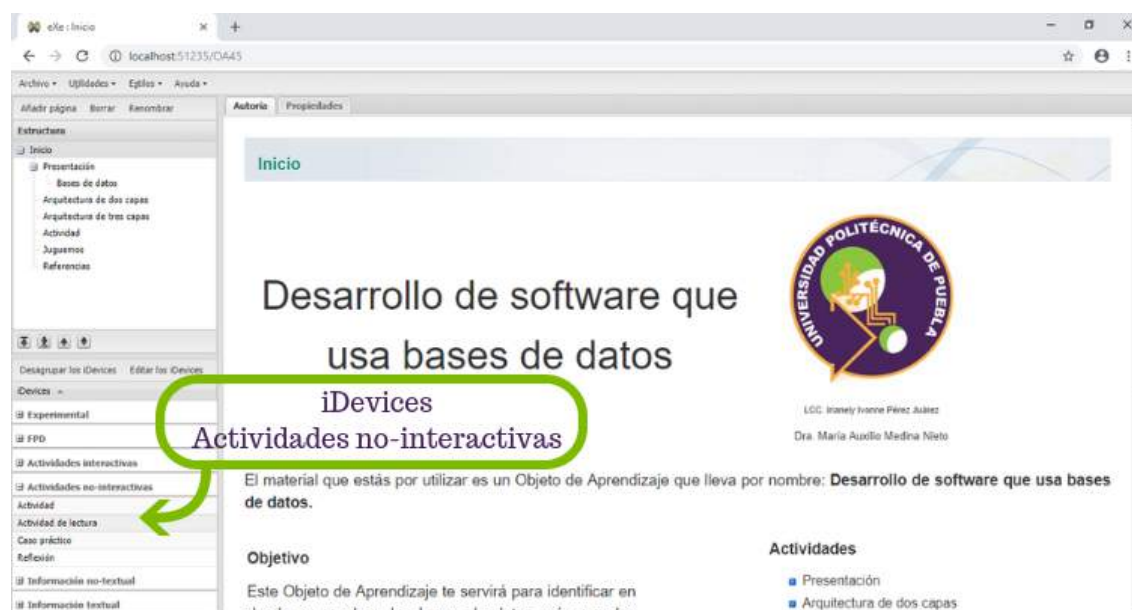 eXe : Inicio
localhost:51235/OA45
Archivo Utilidades Estilos Ayuda
Añadir página Borrar Renombrar
Autoría Propiedades
Estructura
Inicio
Presentación
Bases de datos
Arquitectura de dos capas
Arquitectura de tres capas
Actividad
Juguemos
Referencias
Inicio
UNIVERSIDAD POLITÉCNICA DE PUEBLA
Desarrollo de software que
usa bases de datos
Desagrupar los iDevices Editar los iDevices
iDevices
Experimental
FPD
Actividades interactivas
Actividades no-interactivas
Actividad
Actividad de lectura
Caso práctico
Reflexión
Información no-textual
Información textual
iDevices
Actividades no-interactivas
LCC. Irianely Ivonne Pérez Juárez
Dra. María Auxilio Medina Nieto
El material que estás por utilizar es un Objeto de Aprendizaje que lleva por nombre: Desarrollo de software que usa bases
de datos.
Objetivo
Este Objeto de Aprendizaje te servirá para identificar en
Actividades
Presentación
Arquitectura de dos capas